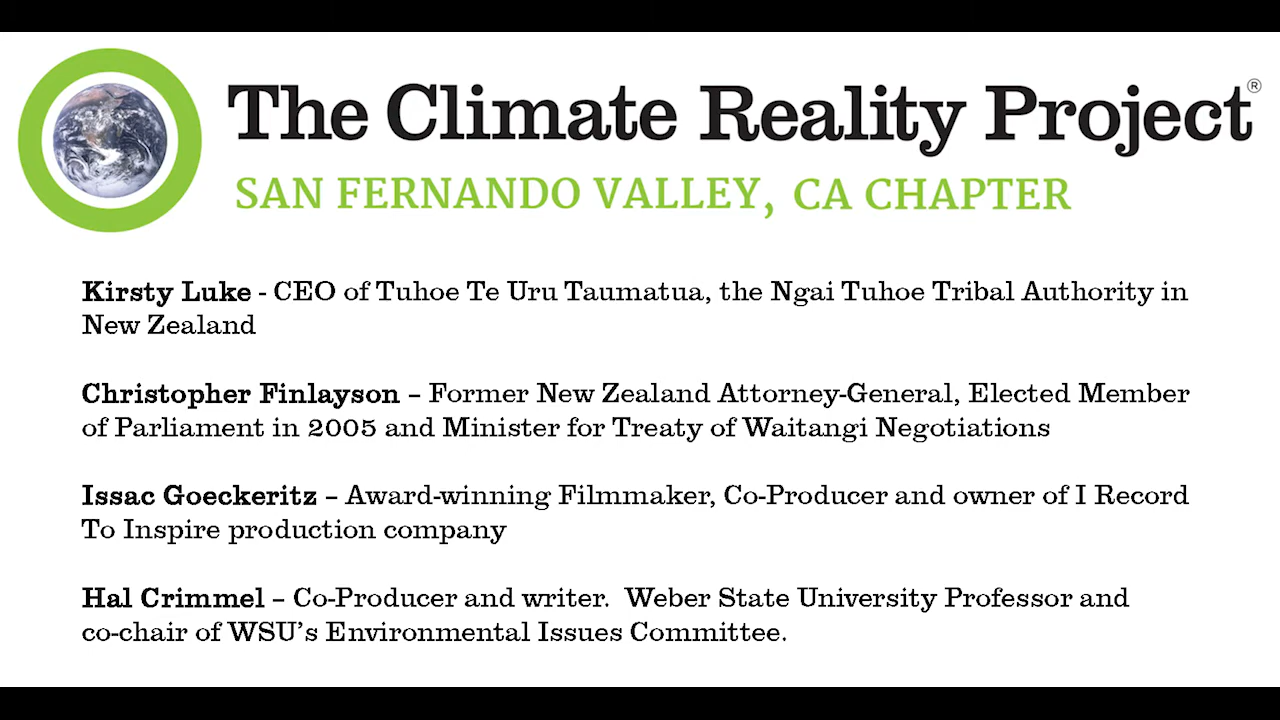 The Climate Reality Project®
SAN FERNANDO VALLEY, CA CHAPTER
Kirsty Luke - CEO of Tuhoe Te Uru Taumatua, the Ngai Tuhoe Tribal Authority in
New Zealand
Christopher Finlayson – Former New Zealand Attorney-General, Elected Member
of Parliament in 2005 and Minister for Treaty of Waitangi Negotiations
Issac Goeckeritz – Award-winning Filmmaker, Co-Producer and owner of I Record
To Inspire production company
Hal Crimmel – Co-Producer and writer.  Weber State University Professor and
co-chair of WSU’s Environmental Issues Committee.